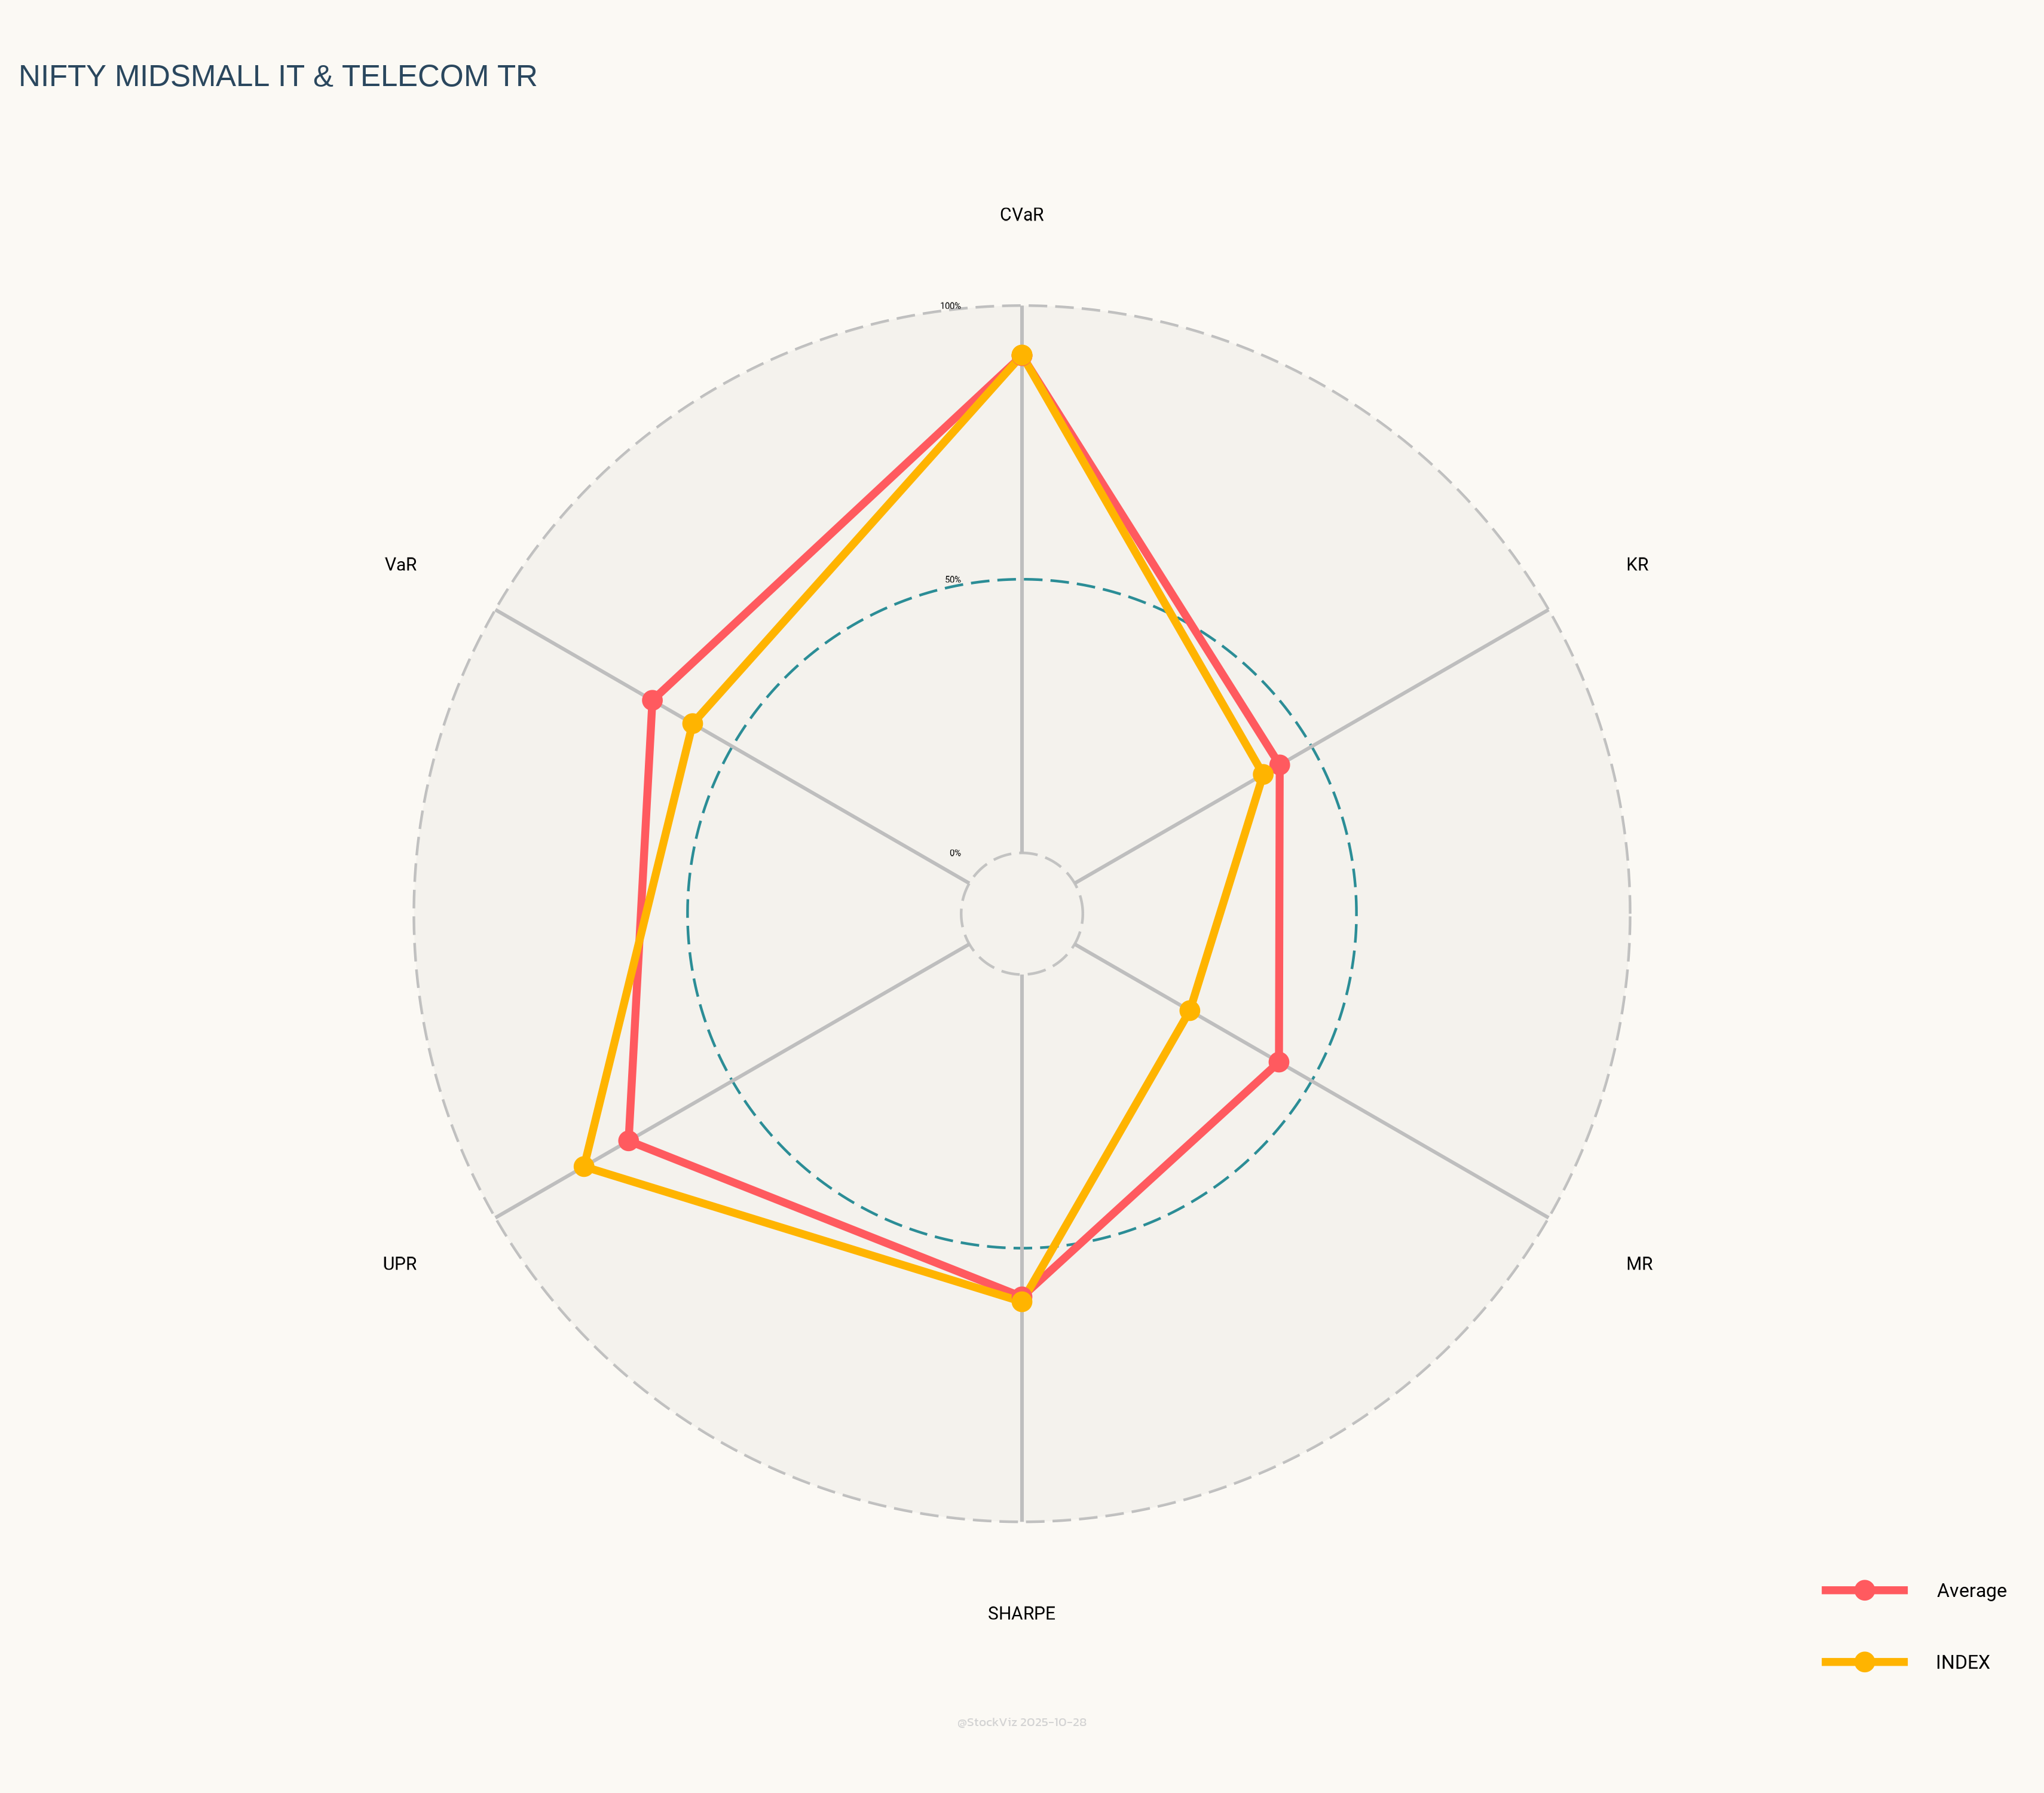 NIFTY MIDSMALL IT & TELECOM TR
CVaR
100%
VaR
KR
50%
0%
UPR
MR
SHARPE
Average
INDEX
@StockViz 2025-10-28